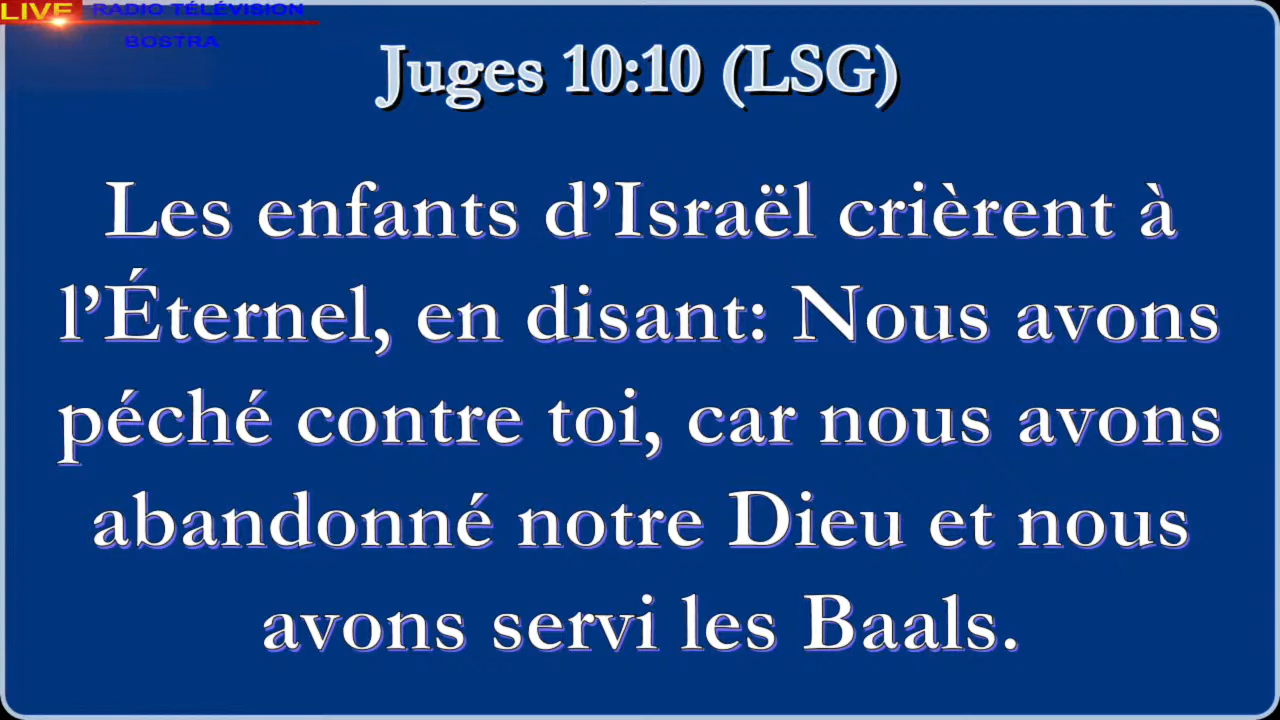 LIVE RADIO TÉLÉVISION
BOSTRA
Juges 10:10 (LSG)
Les enfants d’Israël crièrent à
l’Éternel, en disant: Nous avons
péché contre toi, car nous avons
abandonné notre Dieu et nous
avons servi les Baals.